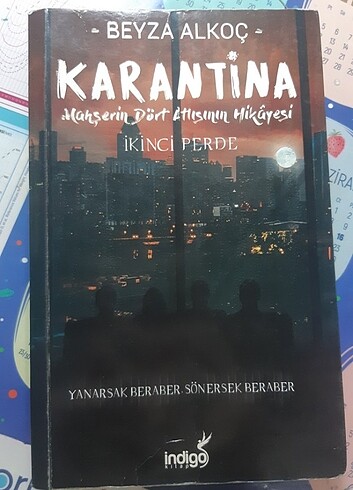 - BEYZA ALKOÇ -
KARANTİNA
Mahşerin Dört Atlısının Hikâyesi
İKİNCİ PERDE
YANARSAK BERABER, SÖNERSEK BERABER
indigo
kitap